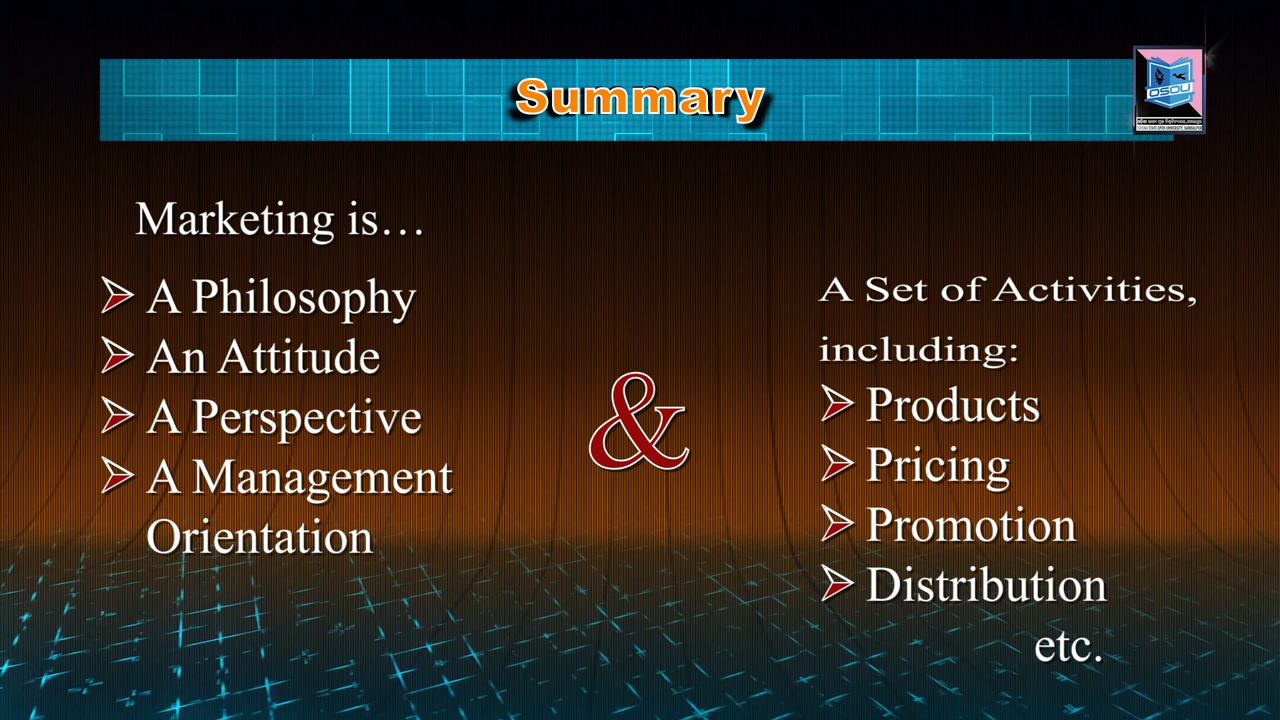 Summary
OSOU
Marketing is…
A Philosophy
An Attitude
A Perspective
A Management
Orientation
&
A Set of Activities,
including:
Products
Pricing
Promotion
Distribution
etc.